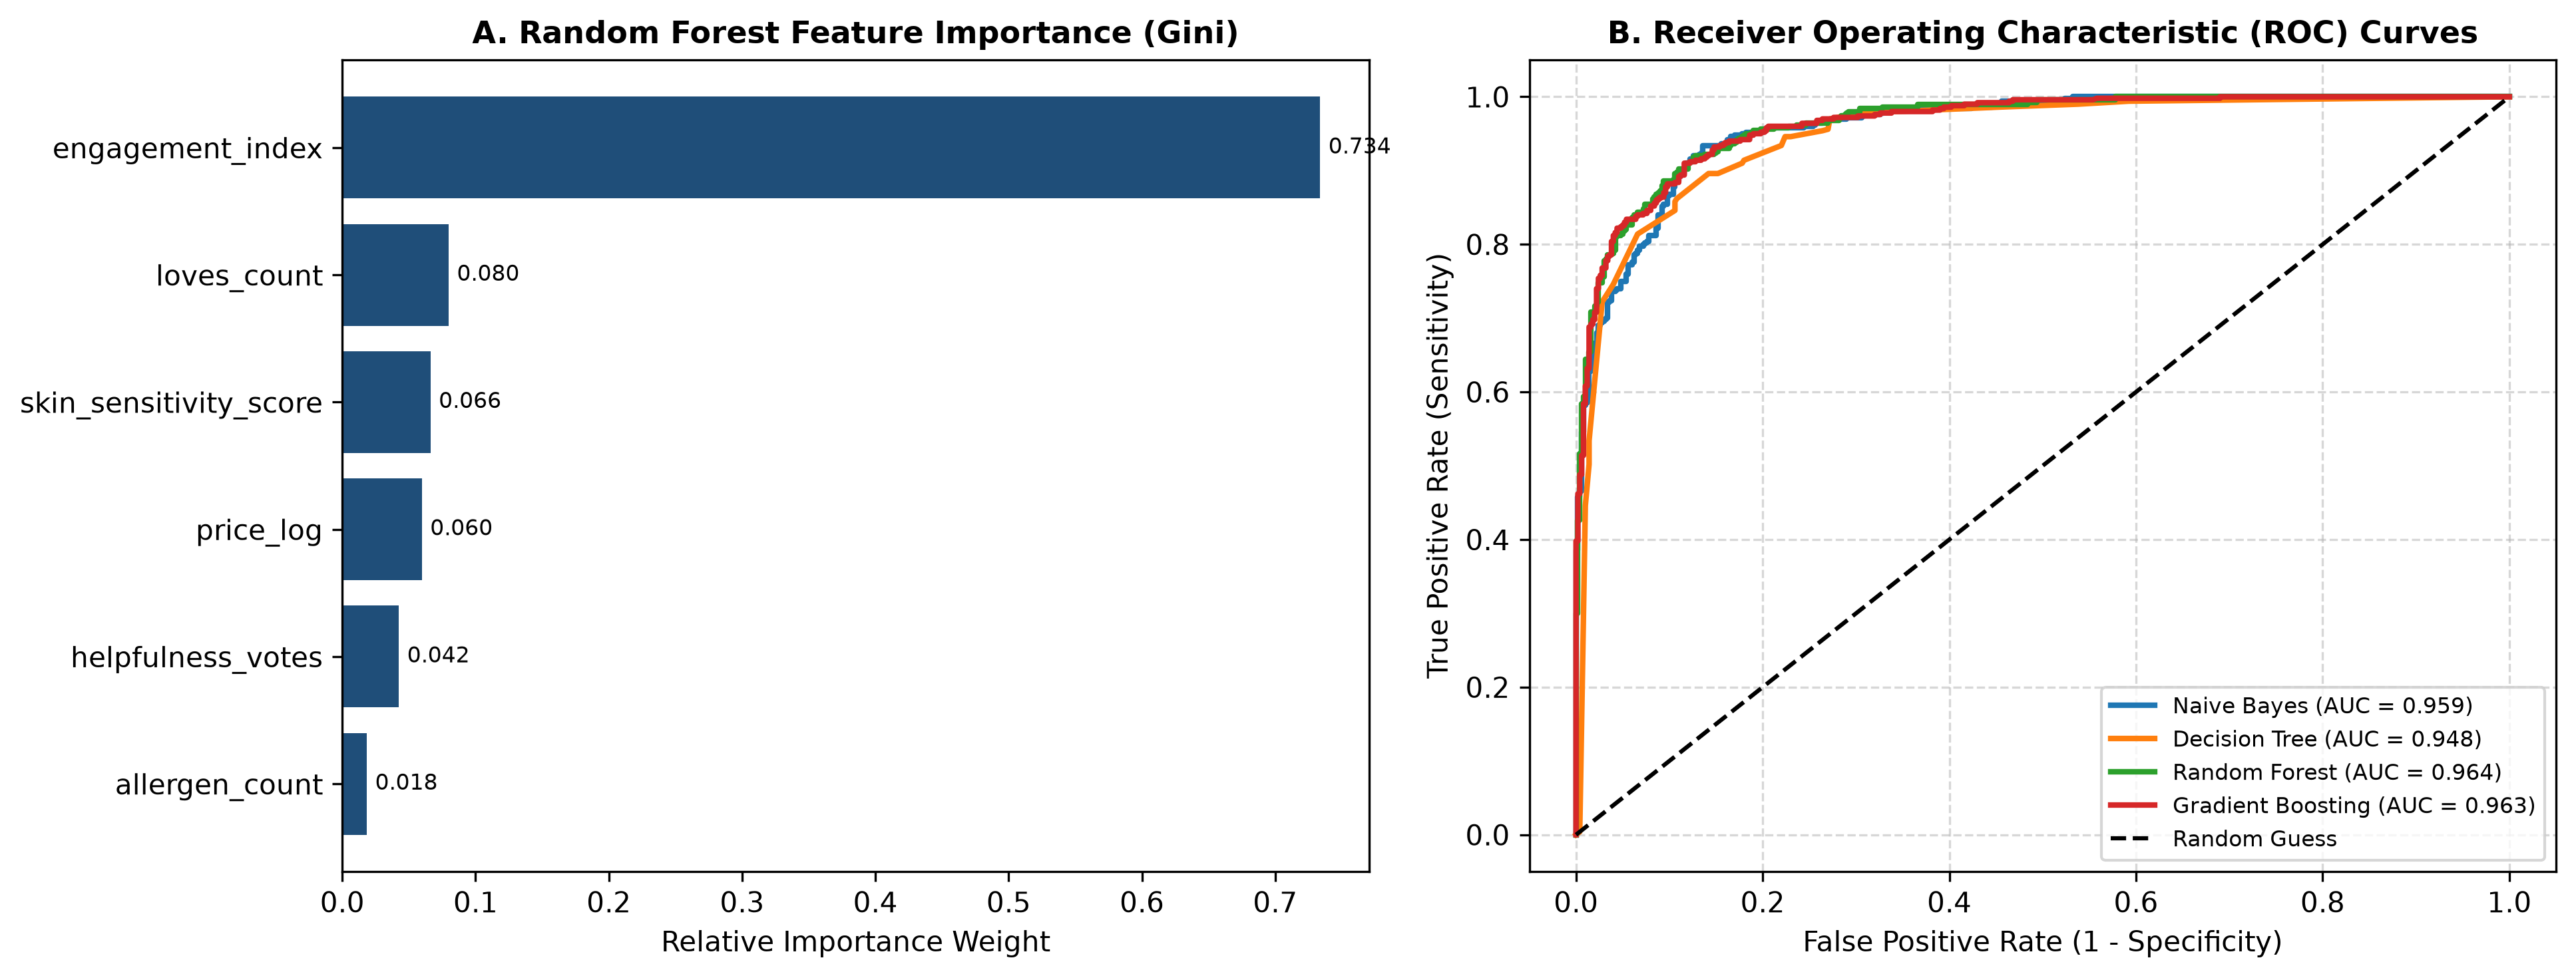 A. Random Forest Feature Importance (Gini)
engagement_index
0.734
loves_count
0.080
skin_sensitivity_score
0.066
price_log
0.060
helpfulness_votes
0.042
allergen_count
0.018
0.0 0.1 0.2 0.3 0.4 0.5 0.6 0.7
Relative Importance Weight
B. Receiver Operating Characteristic (ROC) Curves
True Positive Rate (Sensitivity)
1.0
0.8
0.6
0.4
0.2
0.0
Naive Bayes (AUC = 0.959)
Decision Tree (AUC = 0.948)
Random Forest (AUC = 0.964)
Gradient Boosting (AUC = 0.963)
Random Guess
0.0 0.2 0.4 0.6 0.8 1.0
False Positive Rate (1 - Specificity)